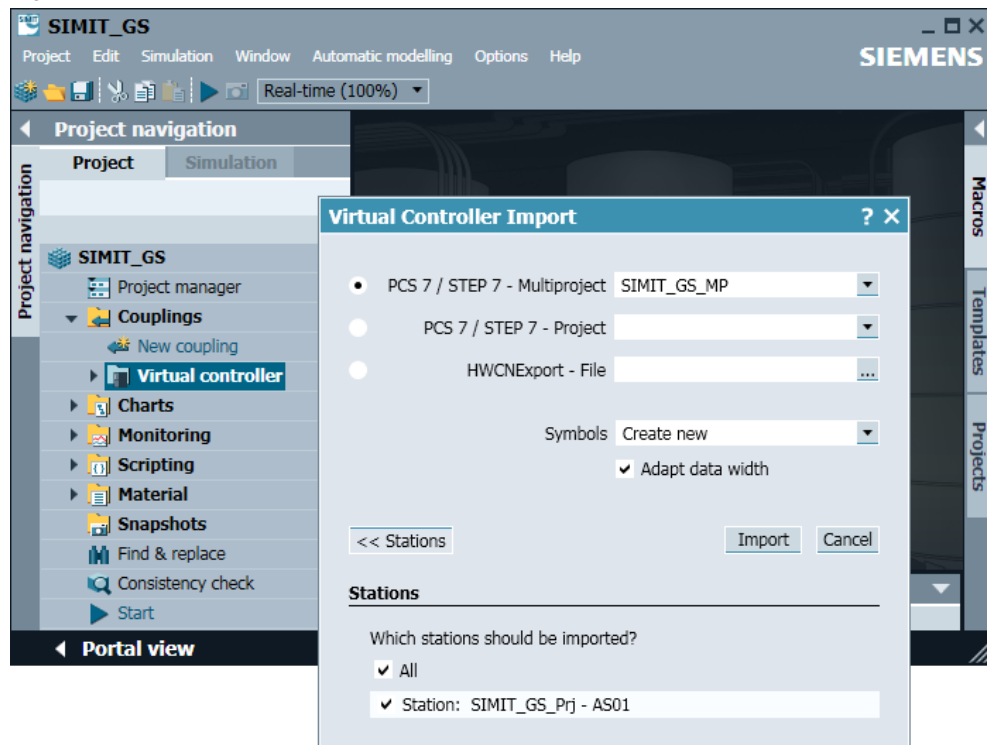 SIMIT_GS
Project Edit Simulation Window Automatic modelling Options Help
SIEMENS
Real-time (100%)
Project navigation
Project Simulation
Project navigation
SIMIT_GS
Project manager
Couplings
New coupling
Virtual controller
Charts
Monitoring
Scripting
Material
Snapshots
Find & replace
Consistency check
Start
Portal view
Virtual Controller Import ? ×
PCS 7 / STEP 7 - Multiproject SIMIT_GS_MP
PCS 7 / STEP 7 - Project
HWCNExport - File ...
Symbols Create new
Adapt data width
<< Stations Import Cancel
Stations
Which stations should be imported?
All
Station: SIMIT_GS_Prj - AS01
Macros
Templates
Projects